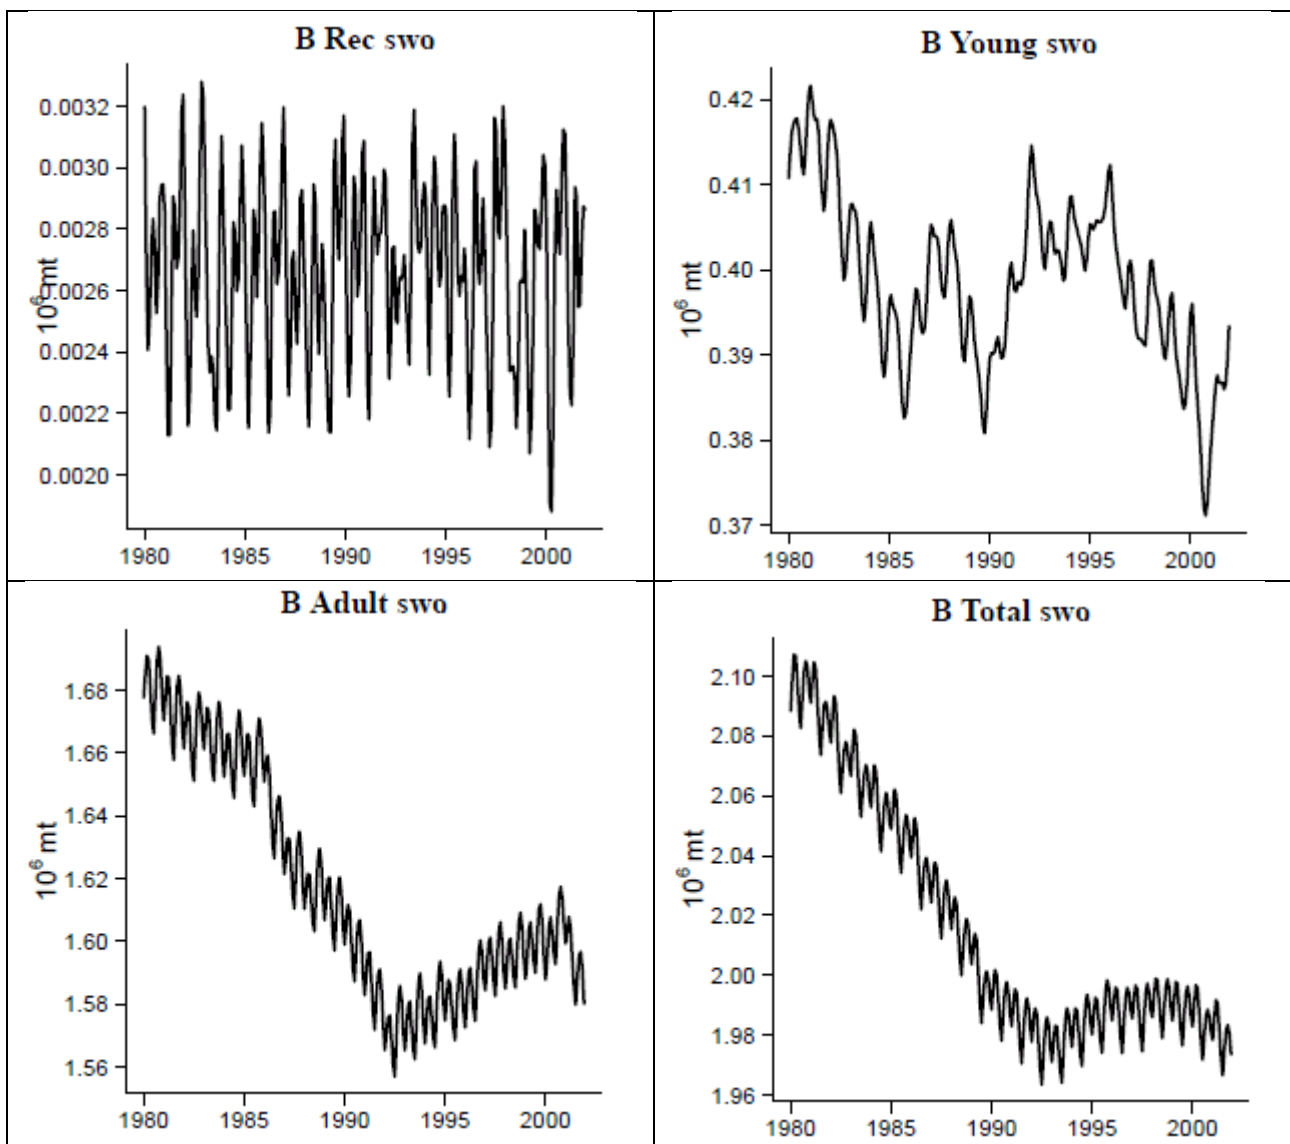 B Rec swo
0.0032
0.0030
0.0028
0.0026
0.0024
0.0022
0.0020
10⁶ mt
1980 1985 1990 1995 2000
B Young swo
0.42
0.41
0.40
0.39
0.38
0.37
10⁶ mt
1980 1985 1990 1995 2000
B Adult swo
1.68
1.66
1.64
1.62
1.60
1.58
1.56
10⁶ mt
1980 1985 1990 1995 2000
B Total swo
2.10
2.08
2.06
2.04
2.02
2.00
1.98
1.96
10⁶ mt
1980 1985 1990 1995 2000